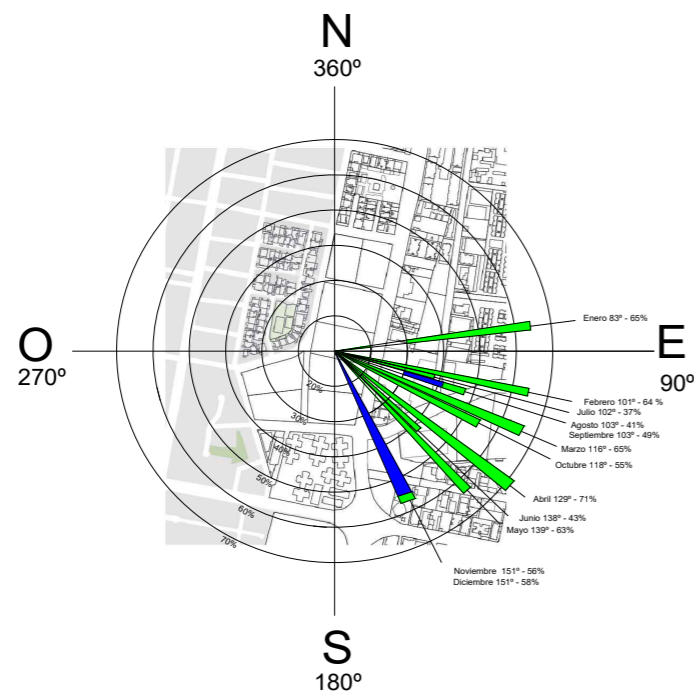 N
360º
Enero 83º - 65%
O
270º
E
90º
20%
30%
40%
50%
60%
70%
Febrero 101º - 64 %
Julio 102º - 37%
Agosto 103º - 41%
Septiembre 103º - 49%
Marzo 116º - 65%
Octubre 118º - 55%
Abril 129º - 71%
Junio 138º - 43%
Mayo 139º - 63%
Noviembre 151º - 56%
Diciembre 151º - 58%
S
180º